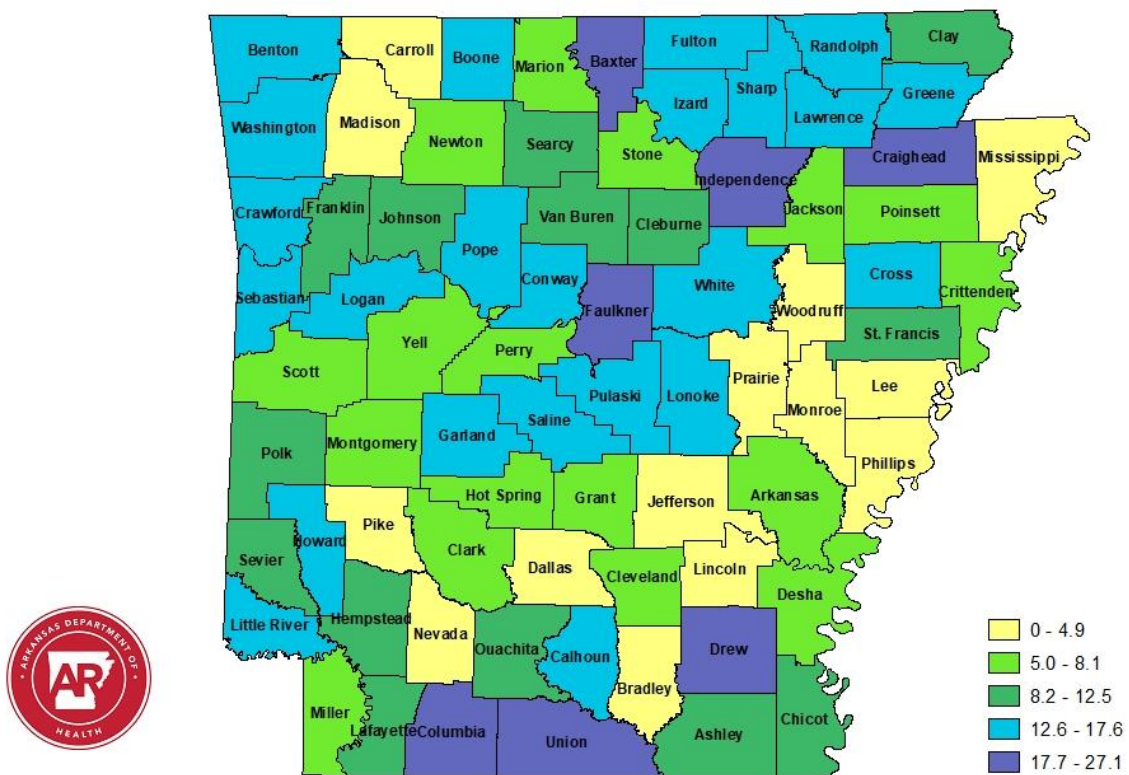 Benton
Carroll
Boone
Marion
Baxter
Fulton
Randolph
Clay
Sharp
Izard
Greene
Lawrence
Washington
Madison
Newton
Searcy
Stone
Independence
Craighead
Mississippi
Jackson
Poinsett
Crawford
Franklin
Johnson
Van Buren
Cleburne
Pope
Conway
White
Cross
Crittenden
Sebastian
Logan
Faulkner
Woodruff
St. Francis
Yell
Perry
Scott
Prairie
Lee
Pulaski
Lonoke
Monroe
Saline
Garland
Montgomery
Polk
Phillips
Hot Spring
Grant
Jefferson
Arkansas
Pike
Howard
Clark
Sevier
Dallas
Cleveland
Lincoln
Desha
Little River
Hempstead
Nevada
Ouachita
Calhoun
Drew
Bradley
Miller
Lafayette
Columbia
Union
Ashley
Chicot
ARKANSAS DEPARTMENT OF
AR
HEALTH
0 - 4.9
5.0 - 8.1
8.2 - 12.5
12.6 - 17.6
17.7 - 27.1